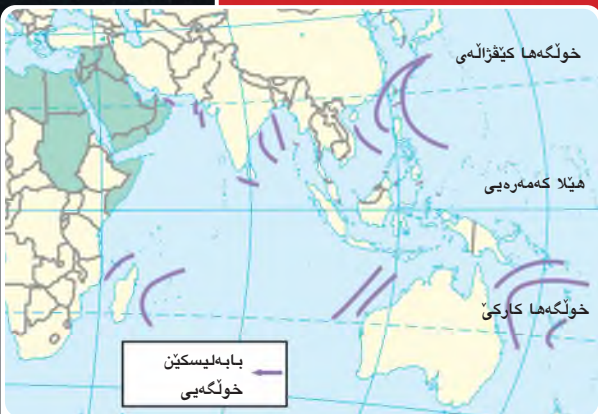 خولگەها کێڤژالەی
هێلا کەمەرەیی
خولگەها کارکێ
بابەلیسکێن
خولگەیی